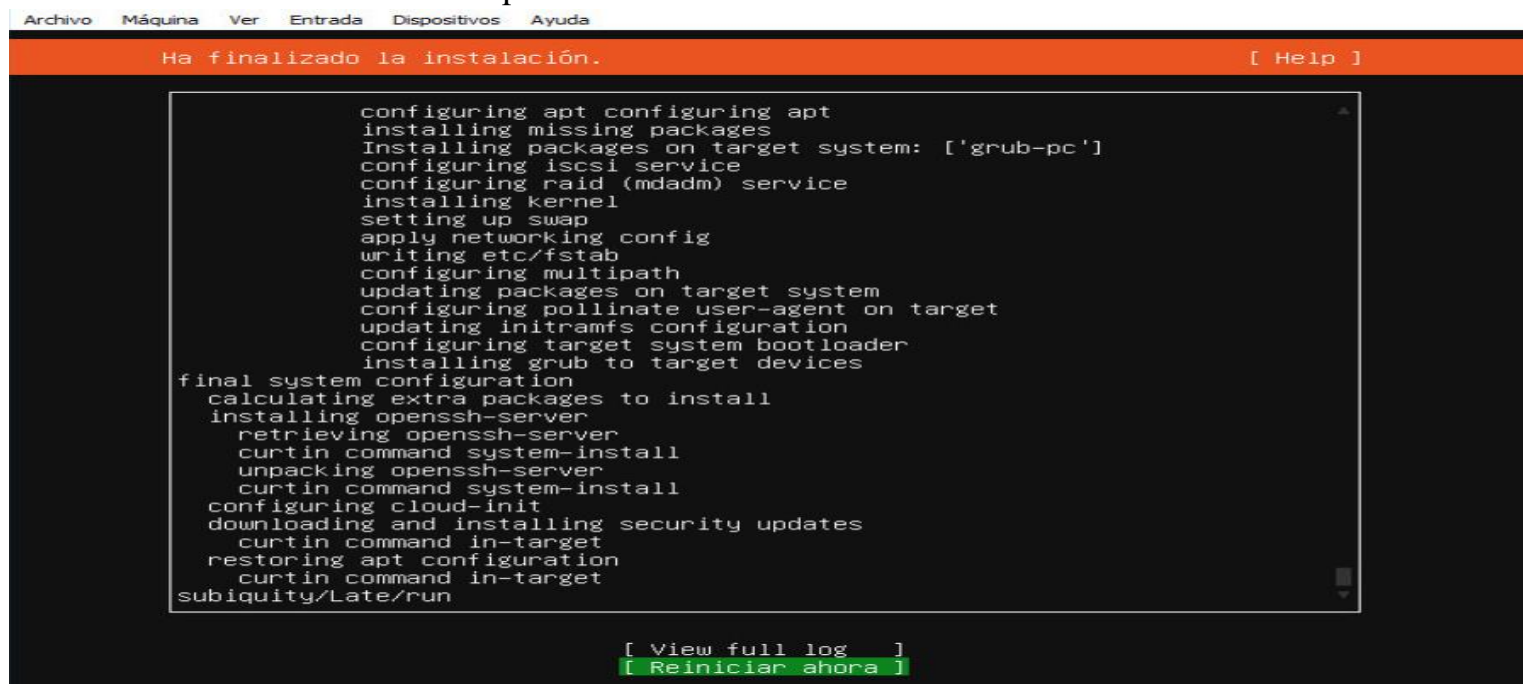 Archivo Máquina Ver Entrada Dispositivos Ayuda
Ha finalizado la instalación. [ Help ]
configuring apt configuring apt
installing missing packages
Installing packages on target system: ['grub-pc']
configuring iscsi service
configuring raid (mdadm) service
installing kernel
setting up swap
apply networking config
writing etc/fstab
configuring multipath
updating packages on target system
configuring pollinate user-agent on target
updating initramfs configuration
configuring target system bootloader
installing grub to target devices
final system configuration
calculating extra packages to install
installing openssh-server
retrieving openssh-server
curtin command system-install
unpacking openssh-server
curtin command system-install
configuring cloud-init
downloading and installing security updates
curtin command in-target
restoring apt configuration
curtin command in-target
subiquity/Late/run
[ View full log ]
[ Reiniciar ahora ]